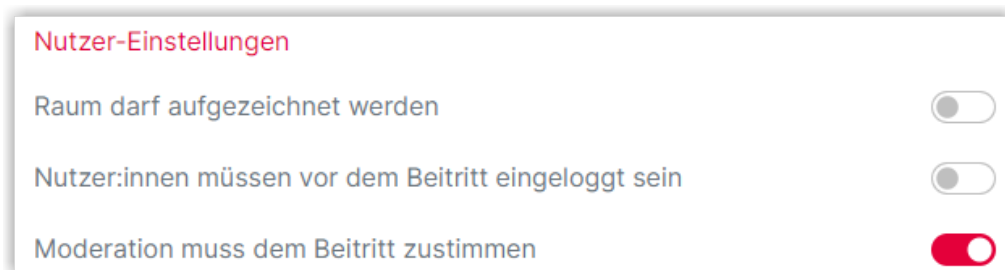 Nutzer-Einstellungen
Raum darf aufgezeichnet werden
Nutzer:innen müssen vor dem Beitritt eingeloggt sein
Moderation muss dem Beitritt zustimmen